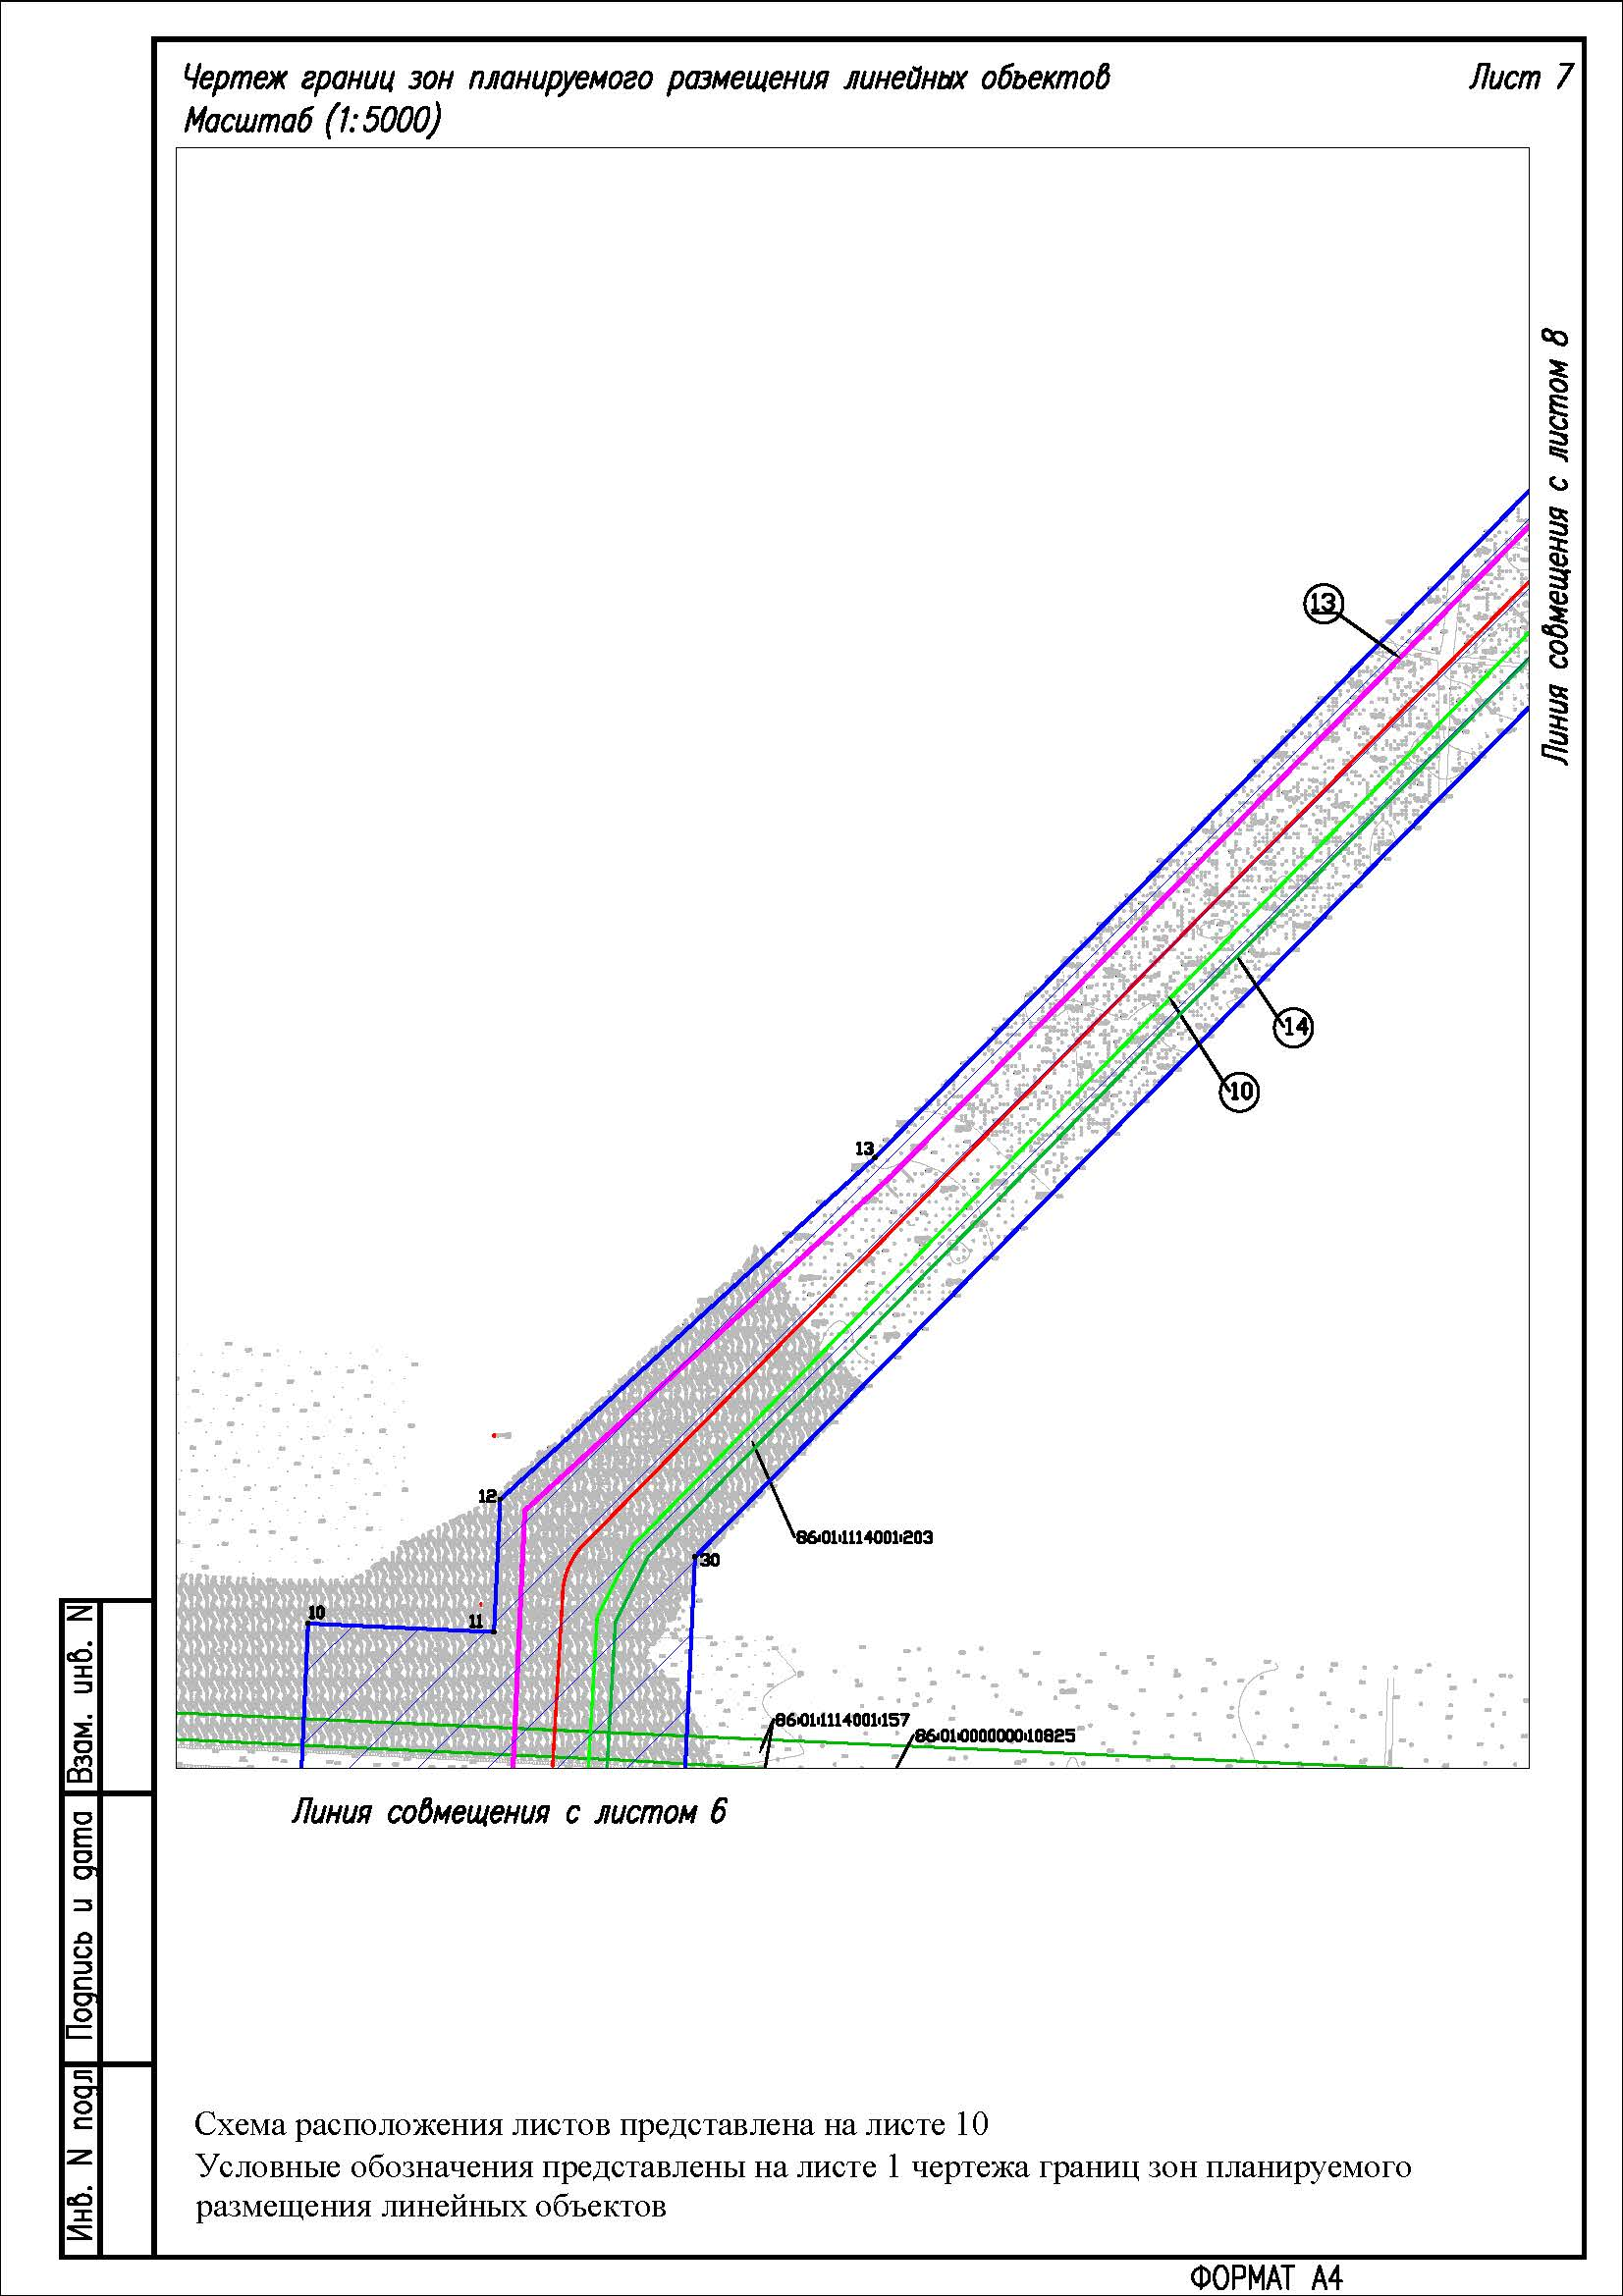 Чертеж границ зон планируемого размещения линейных объектов
Лист 7
Масштаб (1:5000)
Линия совмещения с листом 8
13
14
10
13
12
86:01:1114001:203
30
10
11
86:01:1114001:157
86:01:0000000:10825
Линия совмещения с листом 6
Взам. инв. N
Подпись и дата
Инв. N подл
Схема расположения листов представлена на листе 10
Условные обозначения представлены на листе 1 чертежа границ зон планируемого
размещения линейных объектов
ФОРМАТ А4